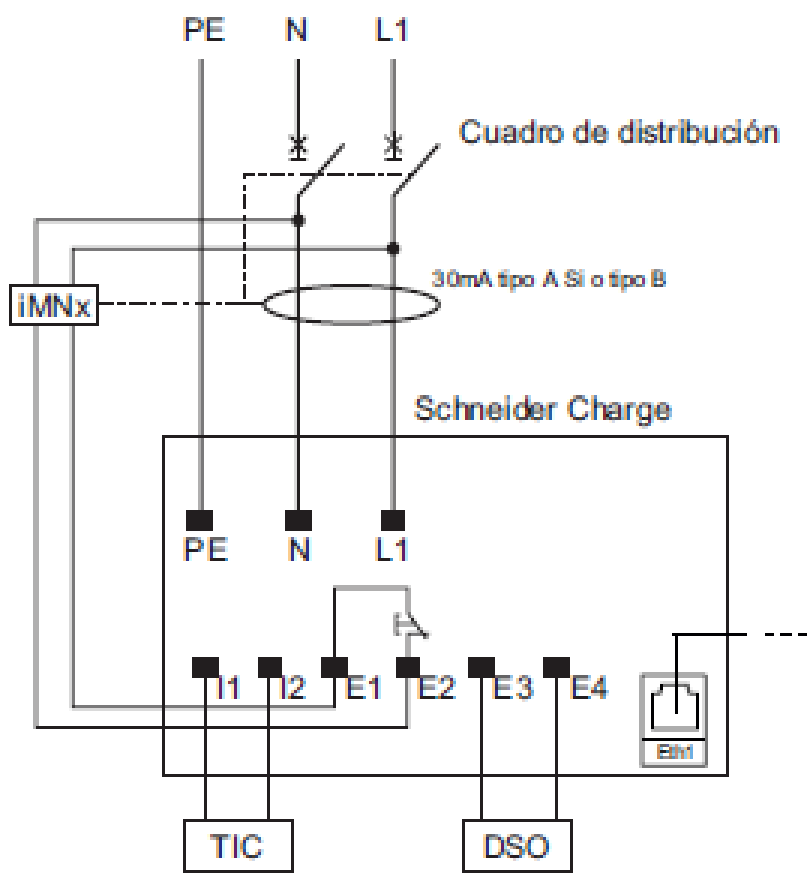 PE N L1
Cuadro de distribución
30mA tipo A Si o tipo B
iMNx
Schneider Charge
PE N L1
I1 I2 E1 E2 E3 E4
Eth1
TIC DSO